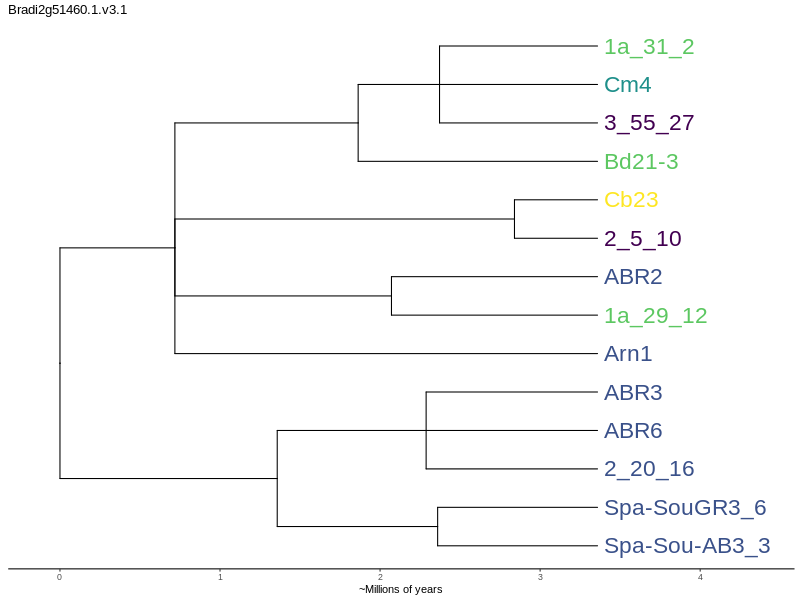 Bradi2g51460.1.v3.1
1a_31_2
Cm4
3_55_27
Bd21-3
Cb23
2_5_10
ABR2
1a_29_12
Arn1
ABR3
ABR6
2_20_16
Spa-SouGR3_6
Spa-Sou-AB3_3
0 1 2 3 4
~Millions of years